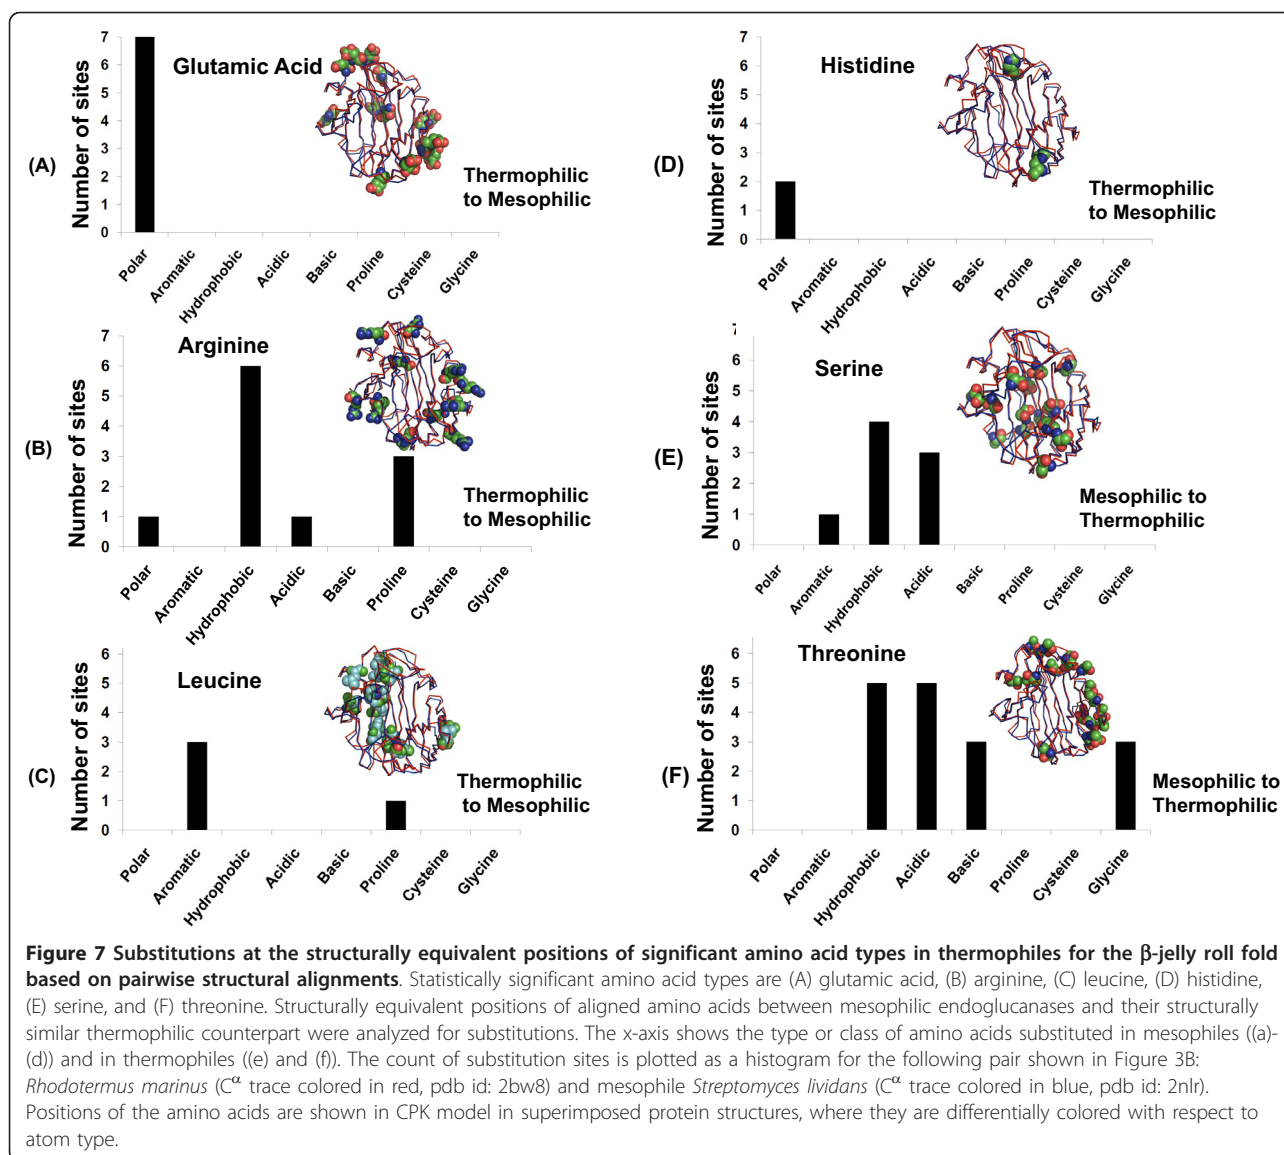 7
6
5
4
3
2
1
0
Number of sites
Glutamic Acid
(A)
Thermophilic
to Mesophilic
Polar
Aromatic
Hydrophobic
Acidic
Basic
Proline
Cysteine
Glycine
7
6
5
4
3
2
1
0
Number of sites
Histidine
(D)
Thermophilic
to Mesophilic
Polar
Aromatic
Hydrophobic
Acidic
Basic
Proline
Cysteine
Glycine
7
6
5
4
3
2
1
0
Number of sites
Arginine
(B)
Thermophilic
to Mesophilic
Polar
Aromatic
Hydrophobic
Acidic
Basic
Proline
Cysteine
Glycine
7
6
5
4
3
2
1
0
Number of sites
Serine
(E)
Mesophilic to
Thermophilic
Polar
Aromatic
Hydrophobic
Acidic
Basic
Proline
Cysteine
Glycine
6
5
4
3
2
1
0
Number of sites
Leucine
(C)
Thermophilic
to Mesophilic
Polar
Aromatic
Hydrophobic
Acidic
Basic
Proline
Cysteine
Glycine
6
5
4
3
2
1
0
Number of sites
Threonine
(F)
Mesophilic to
Thermophilic
Polar
Aromatic
Hydrophobic
Acidic
Basic
Proline
Cysteine
Glycine
Figure 7 Substitutions at the structurally equivalent positions of significant amino acid types in thermophiles for the β-jelly roll fold
based on pairwise structural alignments. Statistically significant amino acid types are (A) glutamic acid, (B) arginine, (C) leucine, (D) histidine,
(E) serine, and (F) threonine. Structurally equivalent positions of aligned amino acids between mesophilic endoglucanases and their structurally
similar thermophilic counterpart were analyzed for substitutions. The x-axis shows the type or class of amino acids substituted in mesophiles ((a)-
(d)) and in thermophiles ((e) and (f)). The count of substitution sites is plotted as a histogram for the following pair shown in Figure 3B:
Rhodotermus marinus (Cα trace colored in red, pdb id: 2bw8) and mesophile Streptomyces lividans (Cα trace colored in blue, pdb id: 2nlr).
Positions of the amino acids are shown in CPK model in superimposed protein structures, where they are differentially colored with respect to
atom type.